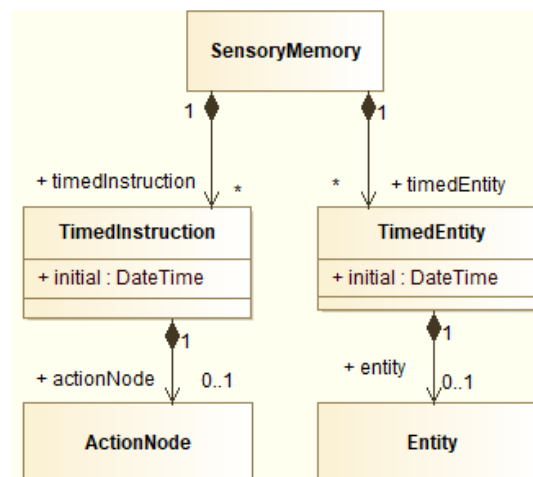 SensoryMemory
1 1
+ timedInstruction * * + timedEntity
TimedInstruction TimedEntity
+ initial : DateTime + initial : DateTime
1 1
+ actionNode 0..1 + entity 0..1
ActionNode Entity